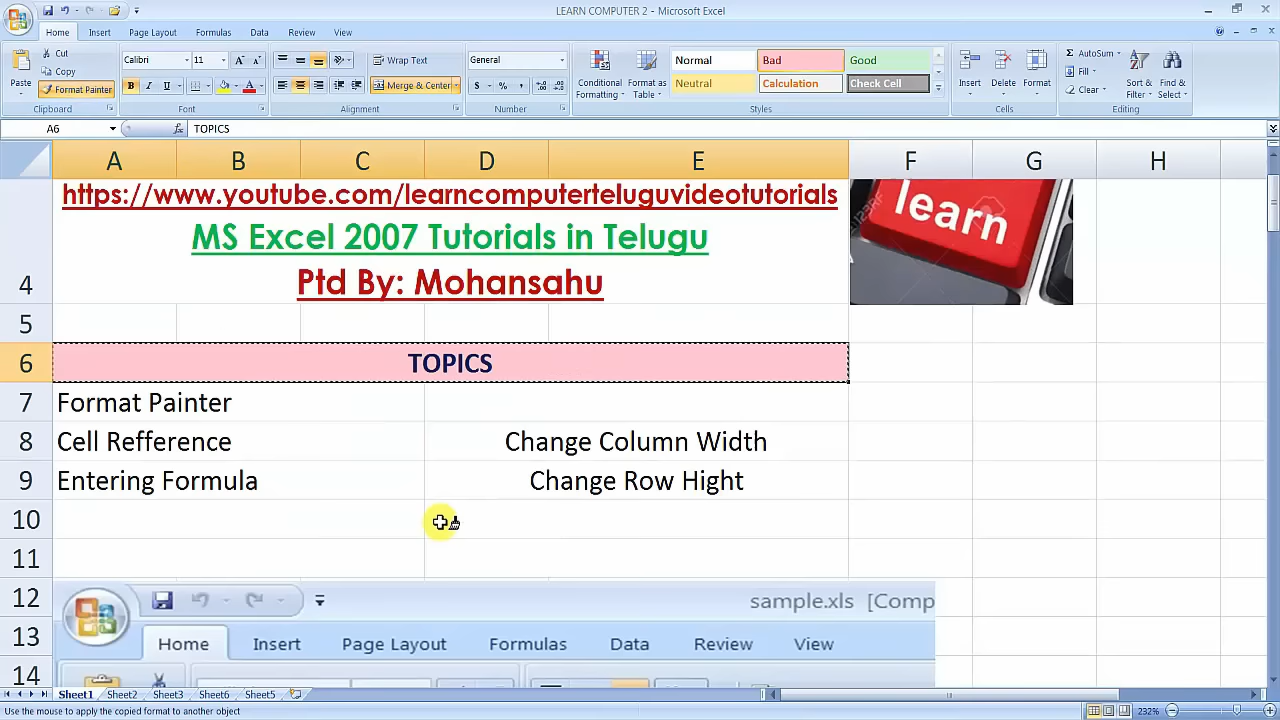 LEARN COMPUTER 2 - Microsoft Excel
Home Insert Page Layout Formulas Data Review View
Paste Cut Copy Format Painter Clipboard
Calibri 11 Font
Wrap Text Merge & Center Alignment
General Number
Conditional Formatting Format as Table
Normal Bad Good
Neutral Calculation Check Cell
Styles
Insert Delete Format Cells
AutoSum Fill Clear Sort & Filter Find & Select Editing
A6 fx TOPICS
A B C D E F G H
https://www.youtube.com/learncomputerteluguvideotutorials
MS Excel 2007 Tutorials in Telugu
4 Ptd By: Mohansahu
learn
5
6 TOPICS
7 Format Painter
8 Cell Refference Change Column Width
9 Entering Formula Change Row Hight
10
11
12 sample.xls [Comp
13 Home Insert Page Layout Formulas Data Review View
14
Sheet1 Sheet2 Sheet3 Sheet6 Sheet5
Use the mouse to apply the copied format to another object 232%